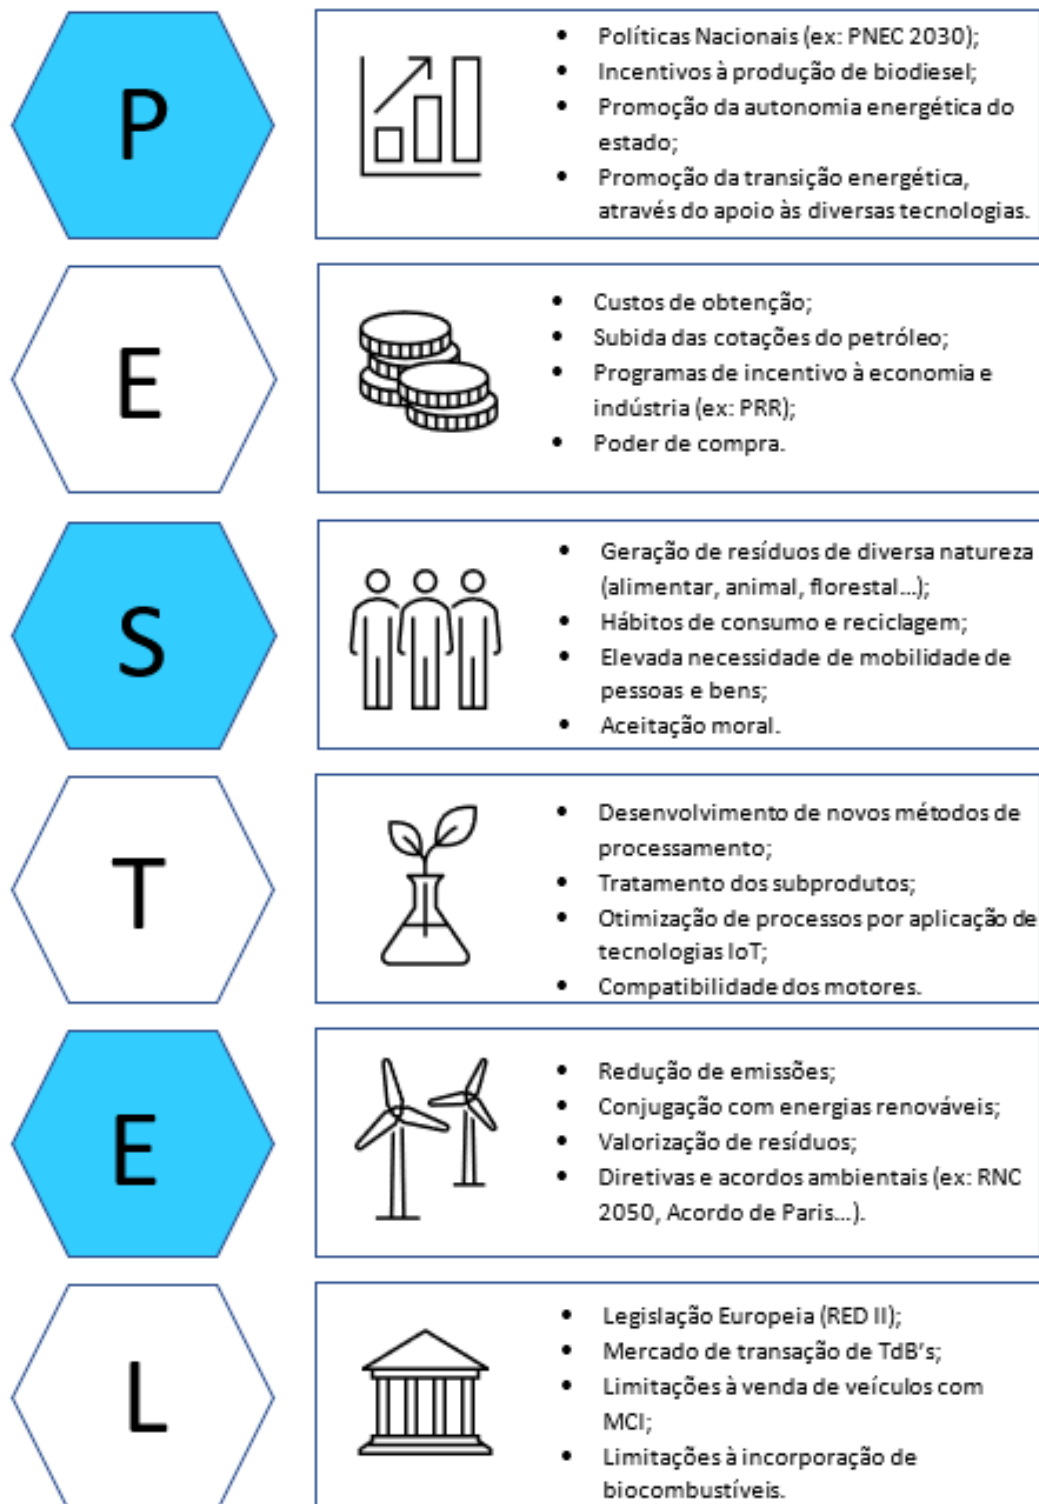 P
• Políticas Nacionais (ex: PNEC 2030);
• Incentivos à produção de biodiesel;
• Promoção da autonomia energética do
estado;
• Promoção da transição energética,
através do apoio às diversas tecnologias.
E
• Custos de obtenção;
• Subida das cotações do petróleo;
• Programas de incentivo à economia e
indústria (ex: PRR);
• Poder de compra.
S
• Geração de resíduos de diversa natureza
(alimentar, animal, florestal...);
• Hábitos de consumo e reciclagem;
• Elevada necessidade de mobilidade de
pessoas e bens;
• Aceitação moral.
T
• Desenvolvimento de novos métodos de
processamento;
• Tratamento dos subprodutos;
• Otimização de processos por aplicação de
tecnologias IoT;
• Compatibilidade dos motores.
E
• Redução de emissões;
• Conjugação com energias renováveis;
• Valorização de resíduos;
• Diretivas e acordos ambientais (ex: RNC
2050, Acordo de Paris...).
L
• Legislação Europeia (RED II);
• Mercado de transação de TdB's;
• Limitações à venda de veículos com
MCI;
• Limitações à incorporação de
biocombustíveis.